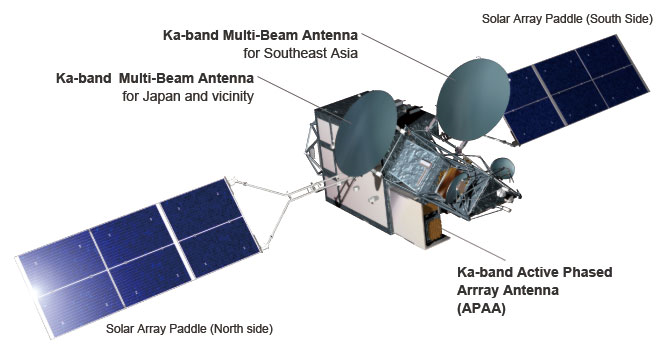 Solar Array Paddle (South Side)
Ka-band Multi-Beam Antenna
for Southeast Asia
Ka-band Multi-Beam Antenna
for Japan and vicinity
Ka-band Active Phased
Arrray Antenna
(APAA)
Solar Array Paddle (North side)